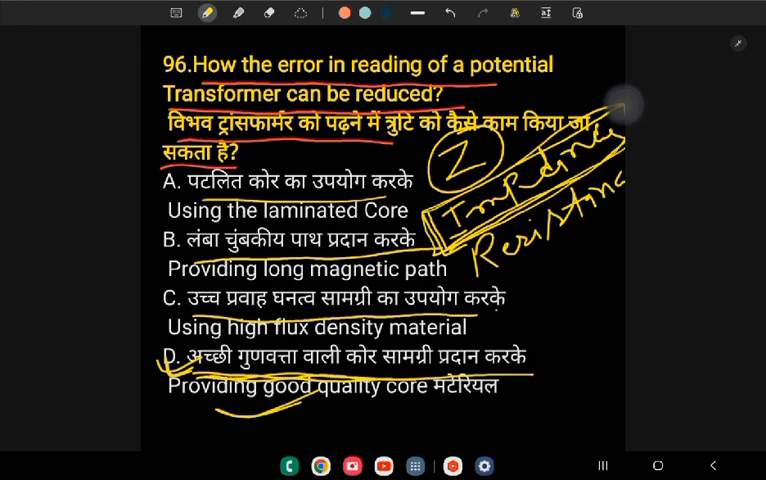 96.How the error in reading of a potential
Transformer can be reduced?
विभव ट्रांसफार्मर को पढ़ने में त्रुटि को कैसे काम किया जा
सकता है?
A. पटलित कोर का उपयोग करके
Using the laminated Core
B. लंबा चुंबकीय पाथ प्रदान करके
Providing long magnetic path
C. उच्च प्रवाह घनत्व सामग्री का उपयोग करके
Using high flux density material
D. अच्छी गुणवत्ता वाली कोर सामग्री प्रदान करके
Providing good quality core मटेरियल
Z
Impedance
Resistance